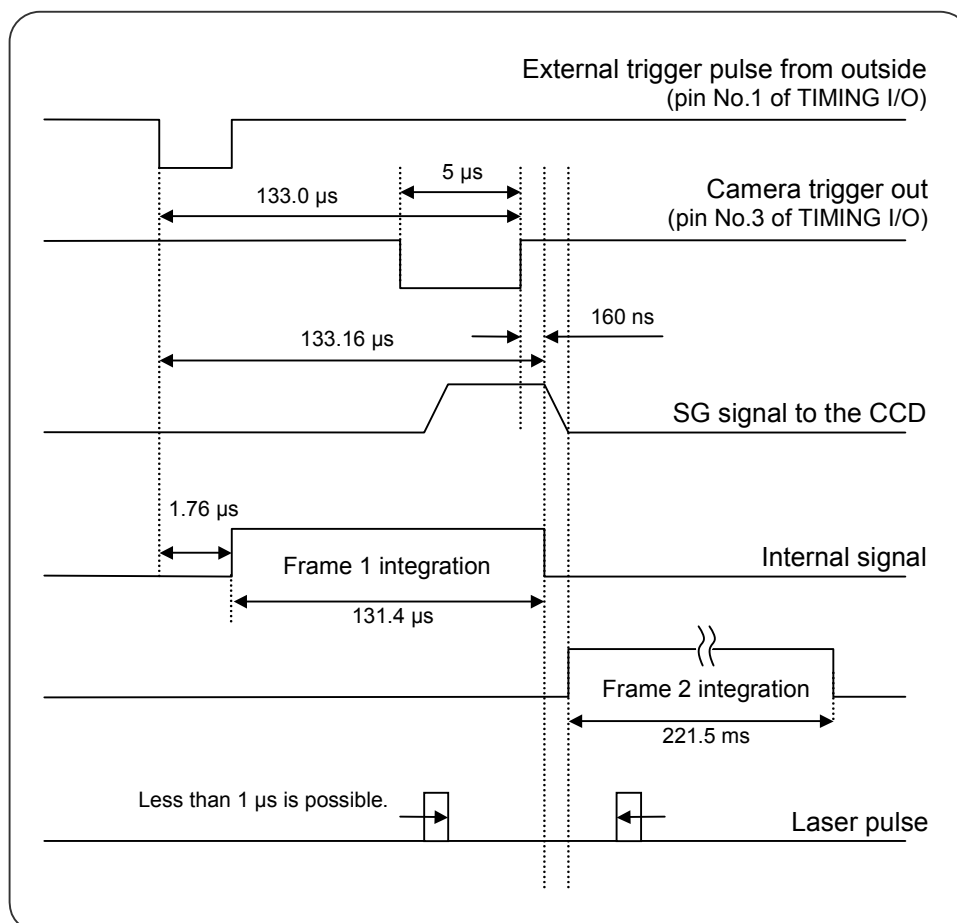 External trigger pulse from outside
(pin No.1 of TIMING I/O)
5 µs
133.0 µs
Camera trigger out
(pin No.3 of TIMING I/O)
160 ns
133.16 µs
SG signal to the CCD
1.76 µs
Frame 1 integration
Internal signal
131.4 µs
Frame 2 integration
221.5 ms
Less than 1 µs is possible.
Laser pulse